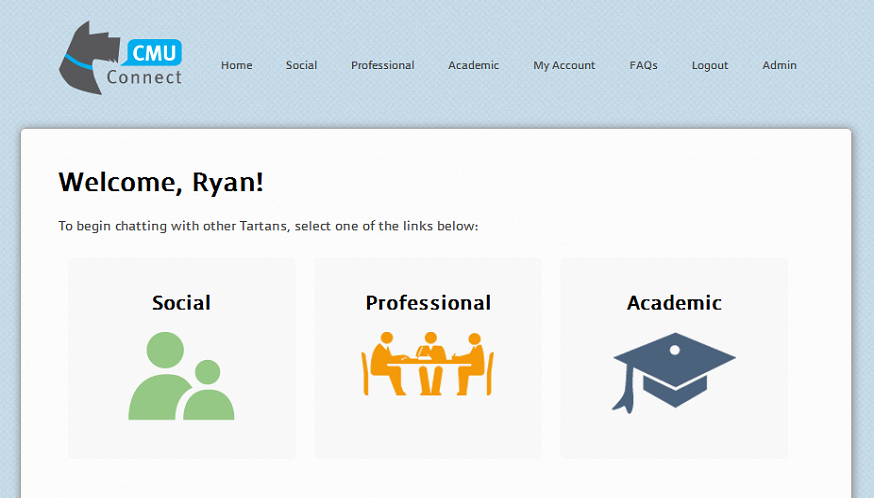 CMU
Connect
Home Social Professional Academic My Account FAQs Logout Admin
Welcome, Ryan!
To begin chatting with other Tartans, select one of the links below:
Social Professional Academic